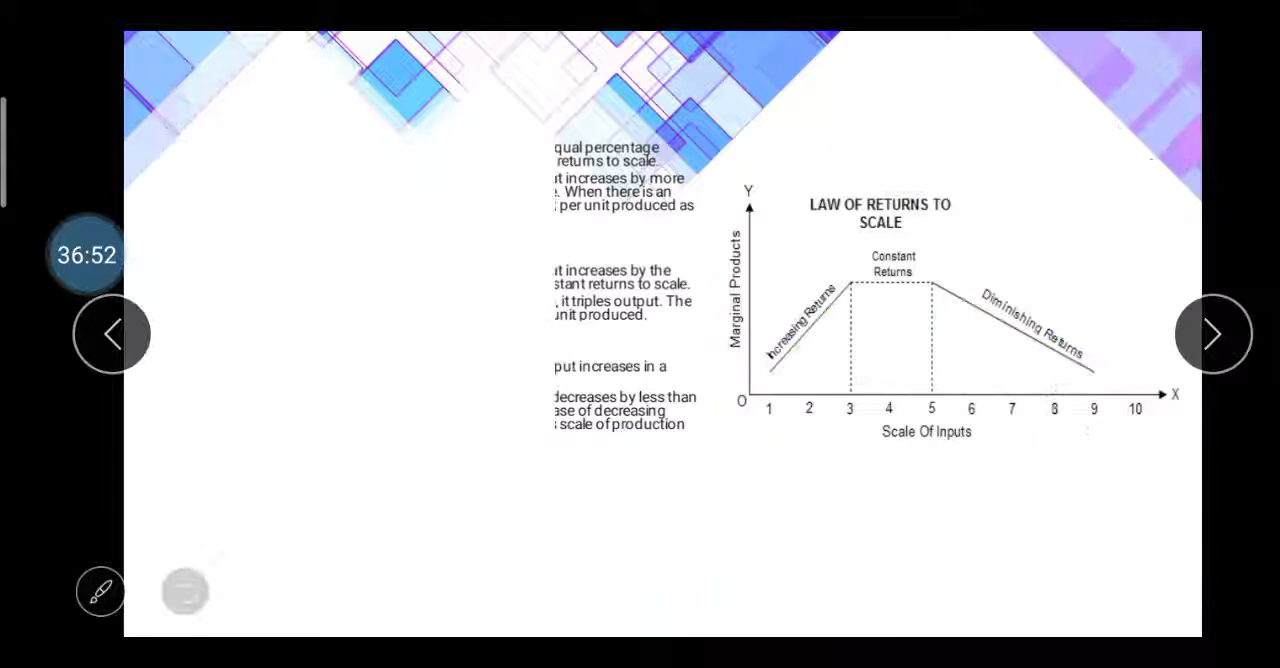 qual percentage
returns to scale.
t increases by more
. When there is an
per unit produced as
t increases by the
stant returns to scale.
, it triples output. The
unit produced.
put increases in a
decreases by less than
ase of decreasing
scale of production
36:52
Y
LAW OF RETURNS TO
SCALE
Marginal Products
Increasing Returns
Constant
Returns
Diminishing Returns
O
X
1 2 3 4 5 6 7 8 9 10
Scale Of Inputs